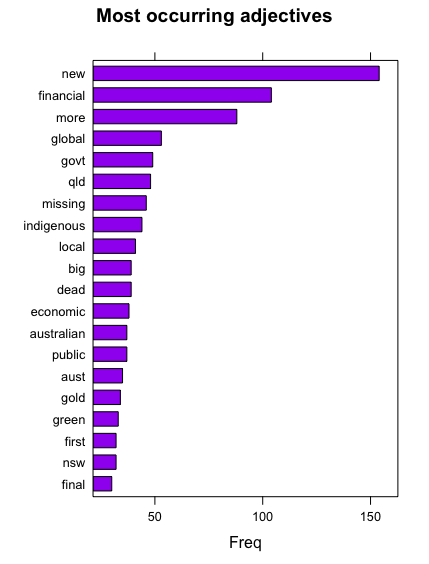 Most occurring adjectives
new
financial
more
global
govt
qld
missing
indigenous
local
big
dead
economic
australian
public
aust
gold
green
first
nsw
final
50 100 150
Freq